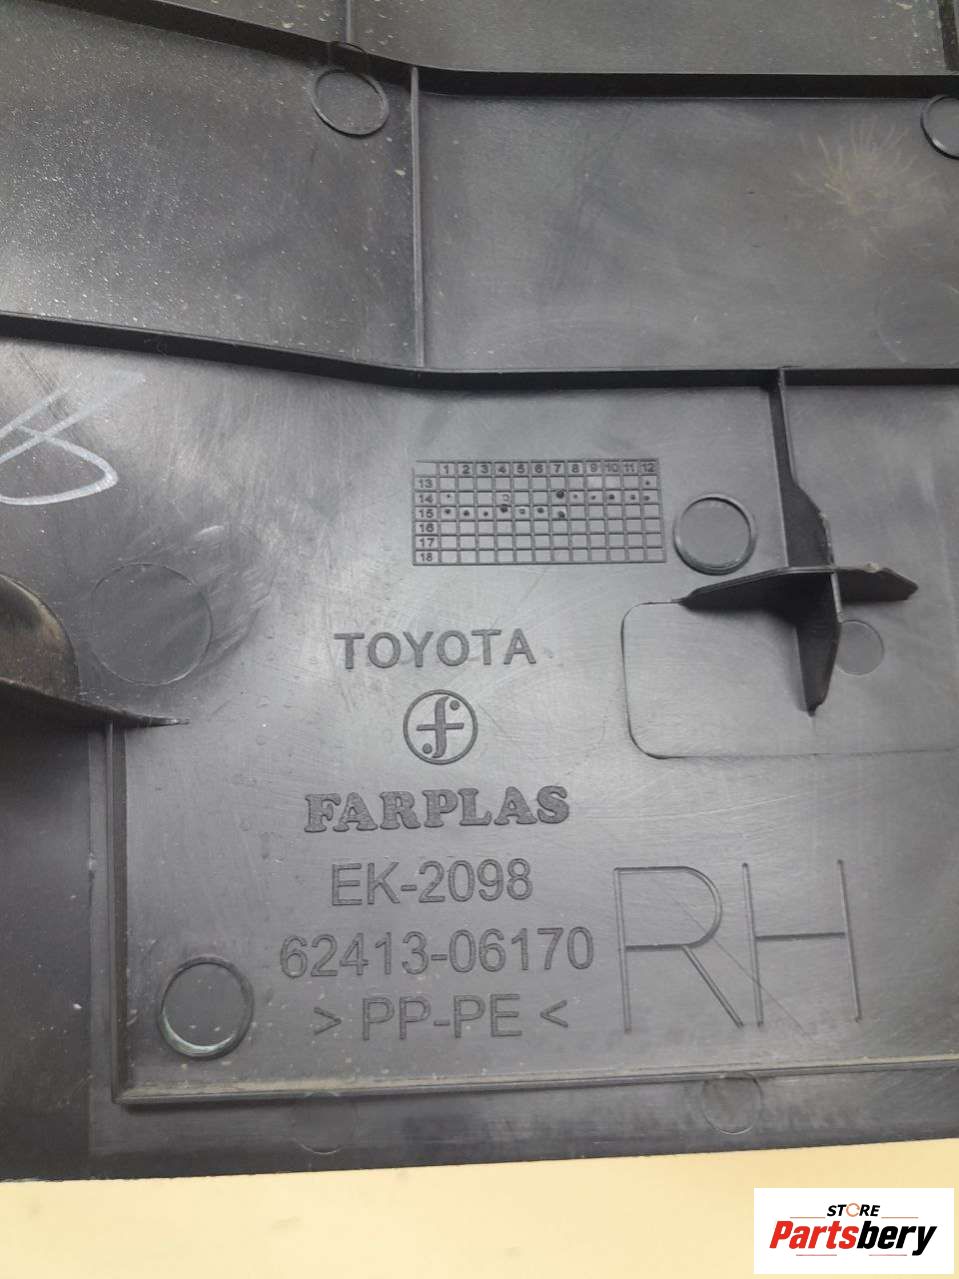 1 2 3 4 5 6 7 8 9 10 11 12
13
14
15
16
17
18
TOYOTA
f
FARPLAS
EK-2098
62413-06170
> PP-PE <
RH
STORE
Partsbery